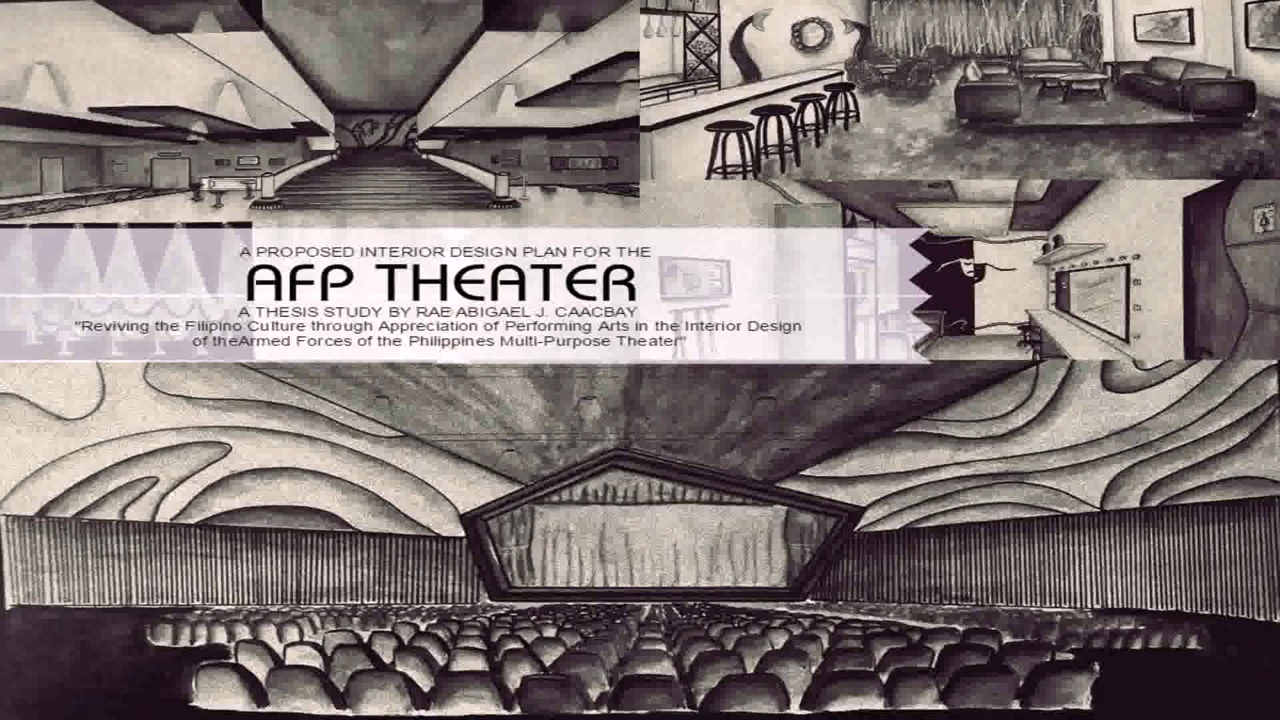 A PROPOSED INTERIOR DESIGN PLAN FOR THE
AFP THEATER
A THESIS STUDY BY RAE ABIGAEL J. CAACBAY
"Reviving the Filipino Culture through Appreciation of Performing Arts in the Interior Design
of theArmed Forces of the Philippines Multi-Purpose Theater"